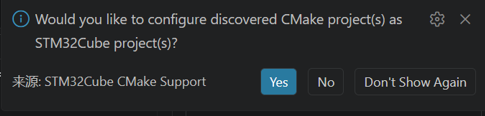 Would you like to configure discovered CMake project(s) as
STM32Cube project(s)?
来源: STM32Cube CMake Support
Yes
No
Don't Show Again